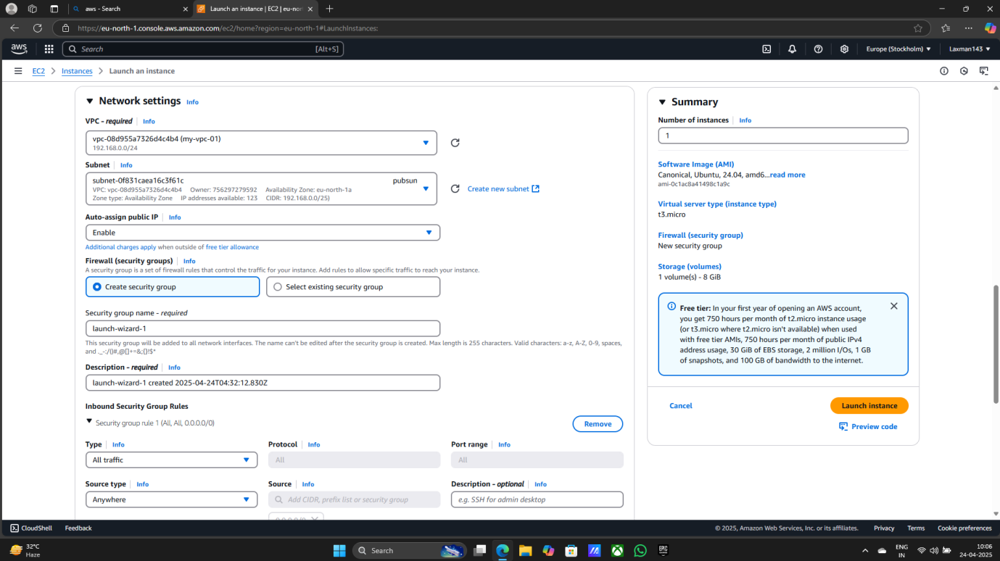 aws - Search
Launch an instance | EC2 | eu-nor
https://eu-north-1.console.aws.amazon.com/ec2/home?region=eu-north-1#LaunchInstances:
aws
Search [Alt+S]
Europe (Stockholm)
Laxman143
EC2 > Instances > Launch an instance
Network settings Info
VPC - required Info
vpc-08d955a7326d4c4b4 (my-vpc-01)
192.168.0.0/24
Subnet Info
subnet-0f831caea16c3f61c pubsun
VPC: vpc-08d955a7326d4c4b4 Owner: 756297279592 Availability Zone: eu-north-1a
Zone type: Availability Zone IP addresses available: 123 CIDR: 192.168.0.0/25)
Create new subnet
Auto-assign public IP Info
Enable
Additional charges apply when outside of free tier allowance
Firewall (security groups) Info
A security group is a set of firewall rules that control the traffic for your instance. Add rules to allow specific traffic to reach your instance.
Create security group
Select existing security group
Security group name - required
launch-wizard-1
This security group will be added to all network interfaces. The name can't be edited after the security group is created. Max length is 255 characters. Valid characters: a-z, A-Z, 0-9, spaces,
and ._-:/()#,@[]+=&;{}!$*
Description - required Info
launch-wizard-1 created 2025-04-24T04:32:12.830Z
Inbound Security Group Rules
Security group rule 1 (All, All, 0.0.0.0/0)
Remove
Type Info
Protocol Info
Port range Info
All traffic
All
All
Source type Info
Source Info
Description - optional Info
Anywhere
Add CIDR, prefix list or security group
e.g. SSH for admin desktop
0.0.0.0/0
Summary
Number of instances Info
1
Software Image (AMI)
Canonical, Ubuntu, 24.04, amd6...read more
ami-0c1ac8a41498c1a9c
Virtual server type (instance type)
t3.micro
Firewall (security group)
New security group
Storage (volumes)
1 volume(s) - 8 GiB
Free tier: In your first year of opening an AWS account,
you get 750 hours per month of t2.micro instance usage
(or t3.micro where t2.micro isn't available) when used
with free tier AMIs, 750 hours per month of public IPv4
address usage, 30 GiB of EBS storage, 2 million I/Os, 1 GB
of snapshots, and 100 GB of bandwidth to the internet.
Cancel
Launch instance
Preview code
CloudShell
Feedback
© 2025, Amazon Web Services, Inc. or its affiliates.
Privacy
Terms
Cookie preferences
32°C
Haze
Search
EPIC
ENG
IN
10:06
24-04-2025